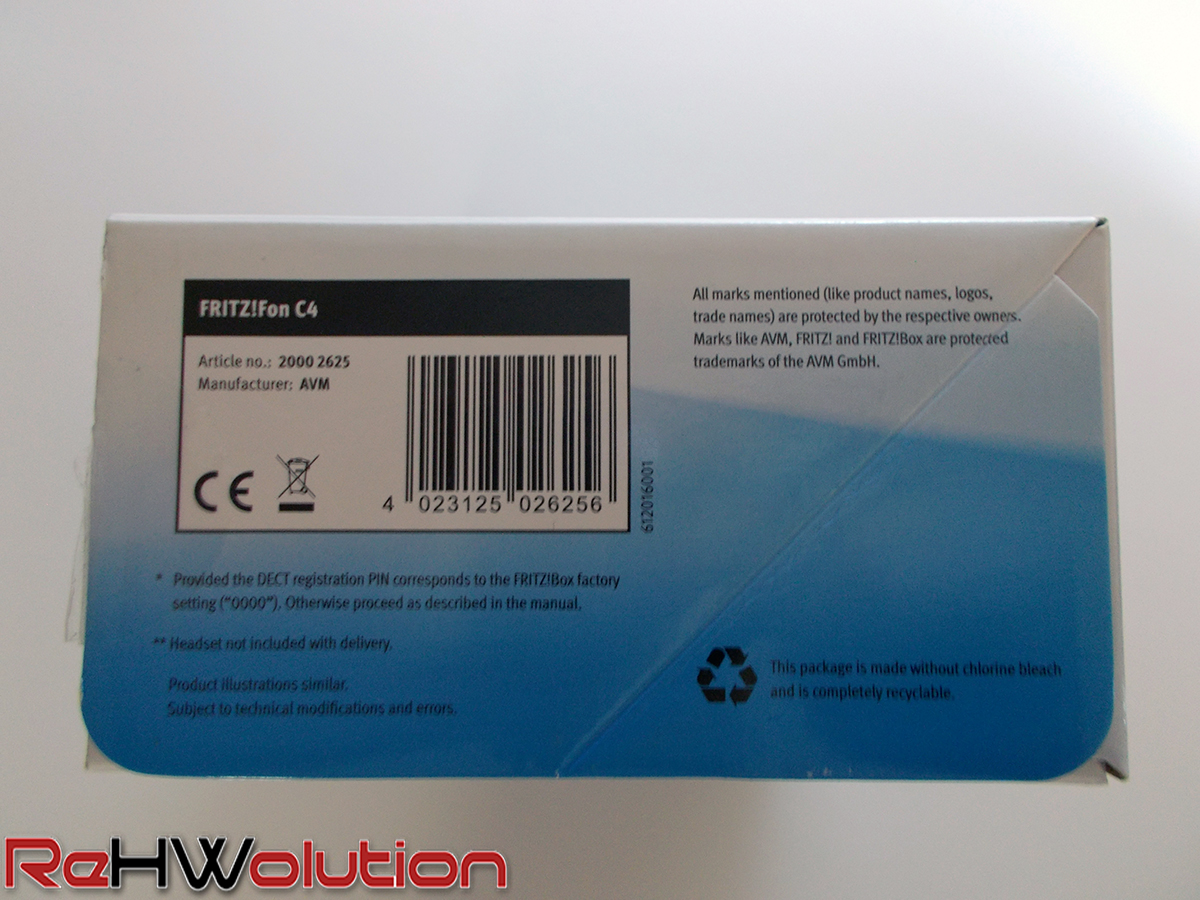 FRITZ!Fon C4
Article no.: 2000 2625
Manufacturer: AVM
CE
4 023125 026256
612016001
All marks mentioned (like product names, logos,
trade names) are protected by the respective owners.
Marks like AVM, FRITZ! and FRITZ!Box are protected
trademarks of the AVM GmbH.
* Provided the DECT registration PIN corresponds to the FRITZ!Box factory
setting ("0000"). Otherwise proceed as described in the manual.
** Headset not included with delivery.
Product illustrations similar.
Subject to technical modifications and errors.
This package is made without chlorine bleach
and is completely recyclable.
ReHWolution